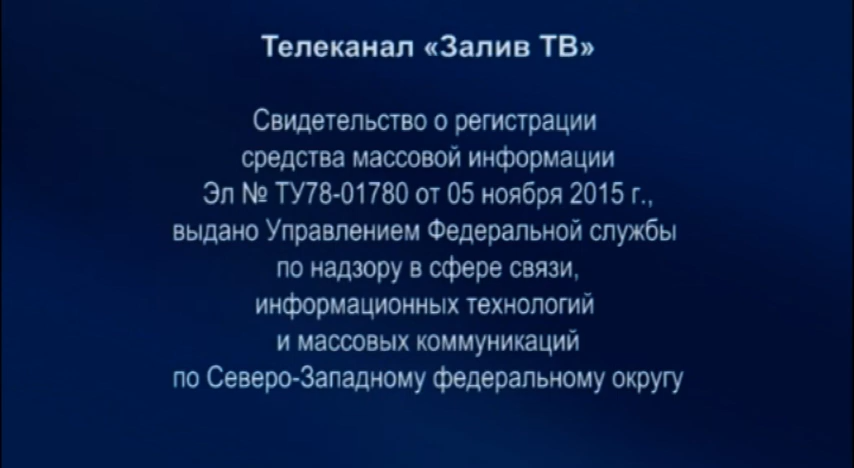 Телеканал «Залив ТВ»
Свидетельство о регистрации
средства массовой информации
Эл № ТУ78-01780 от 05 ноября 2015 г.,
выдано Управлением Федеральной службы
по надзору в сфере связи,
информационных технологий
и массовых коммуникаций
по Северо-Западному федеральному округу